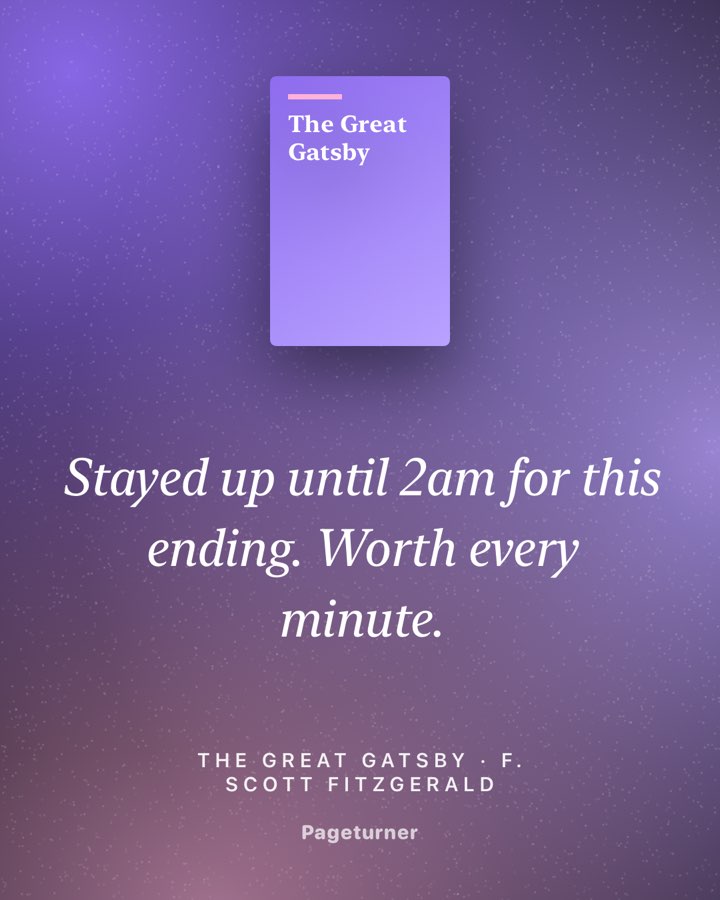 The Great
Gatsby
Stayed up until 2am for this
ending. Worth every
minute.
THE GREAT GATSBY · F.
SCOTT FITZGERALD
Pageturner